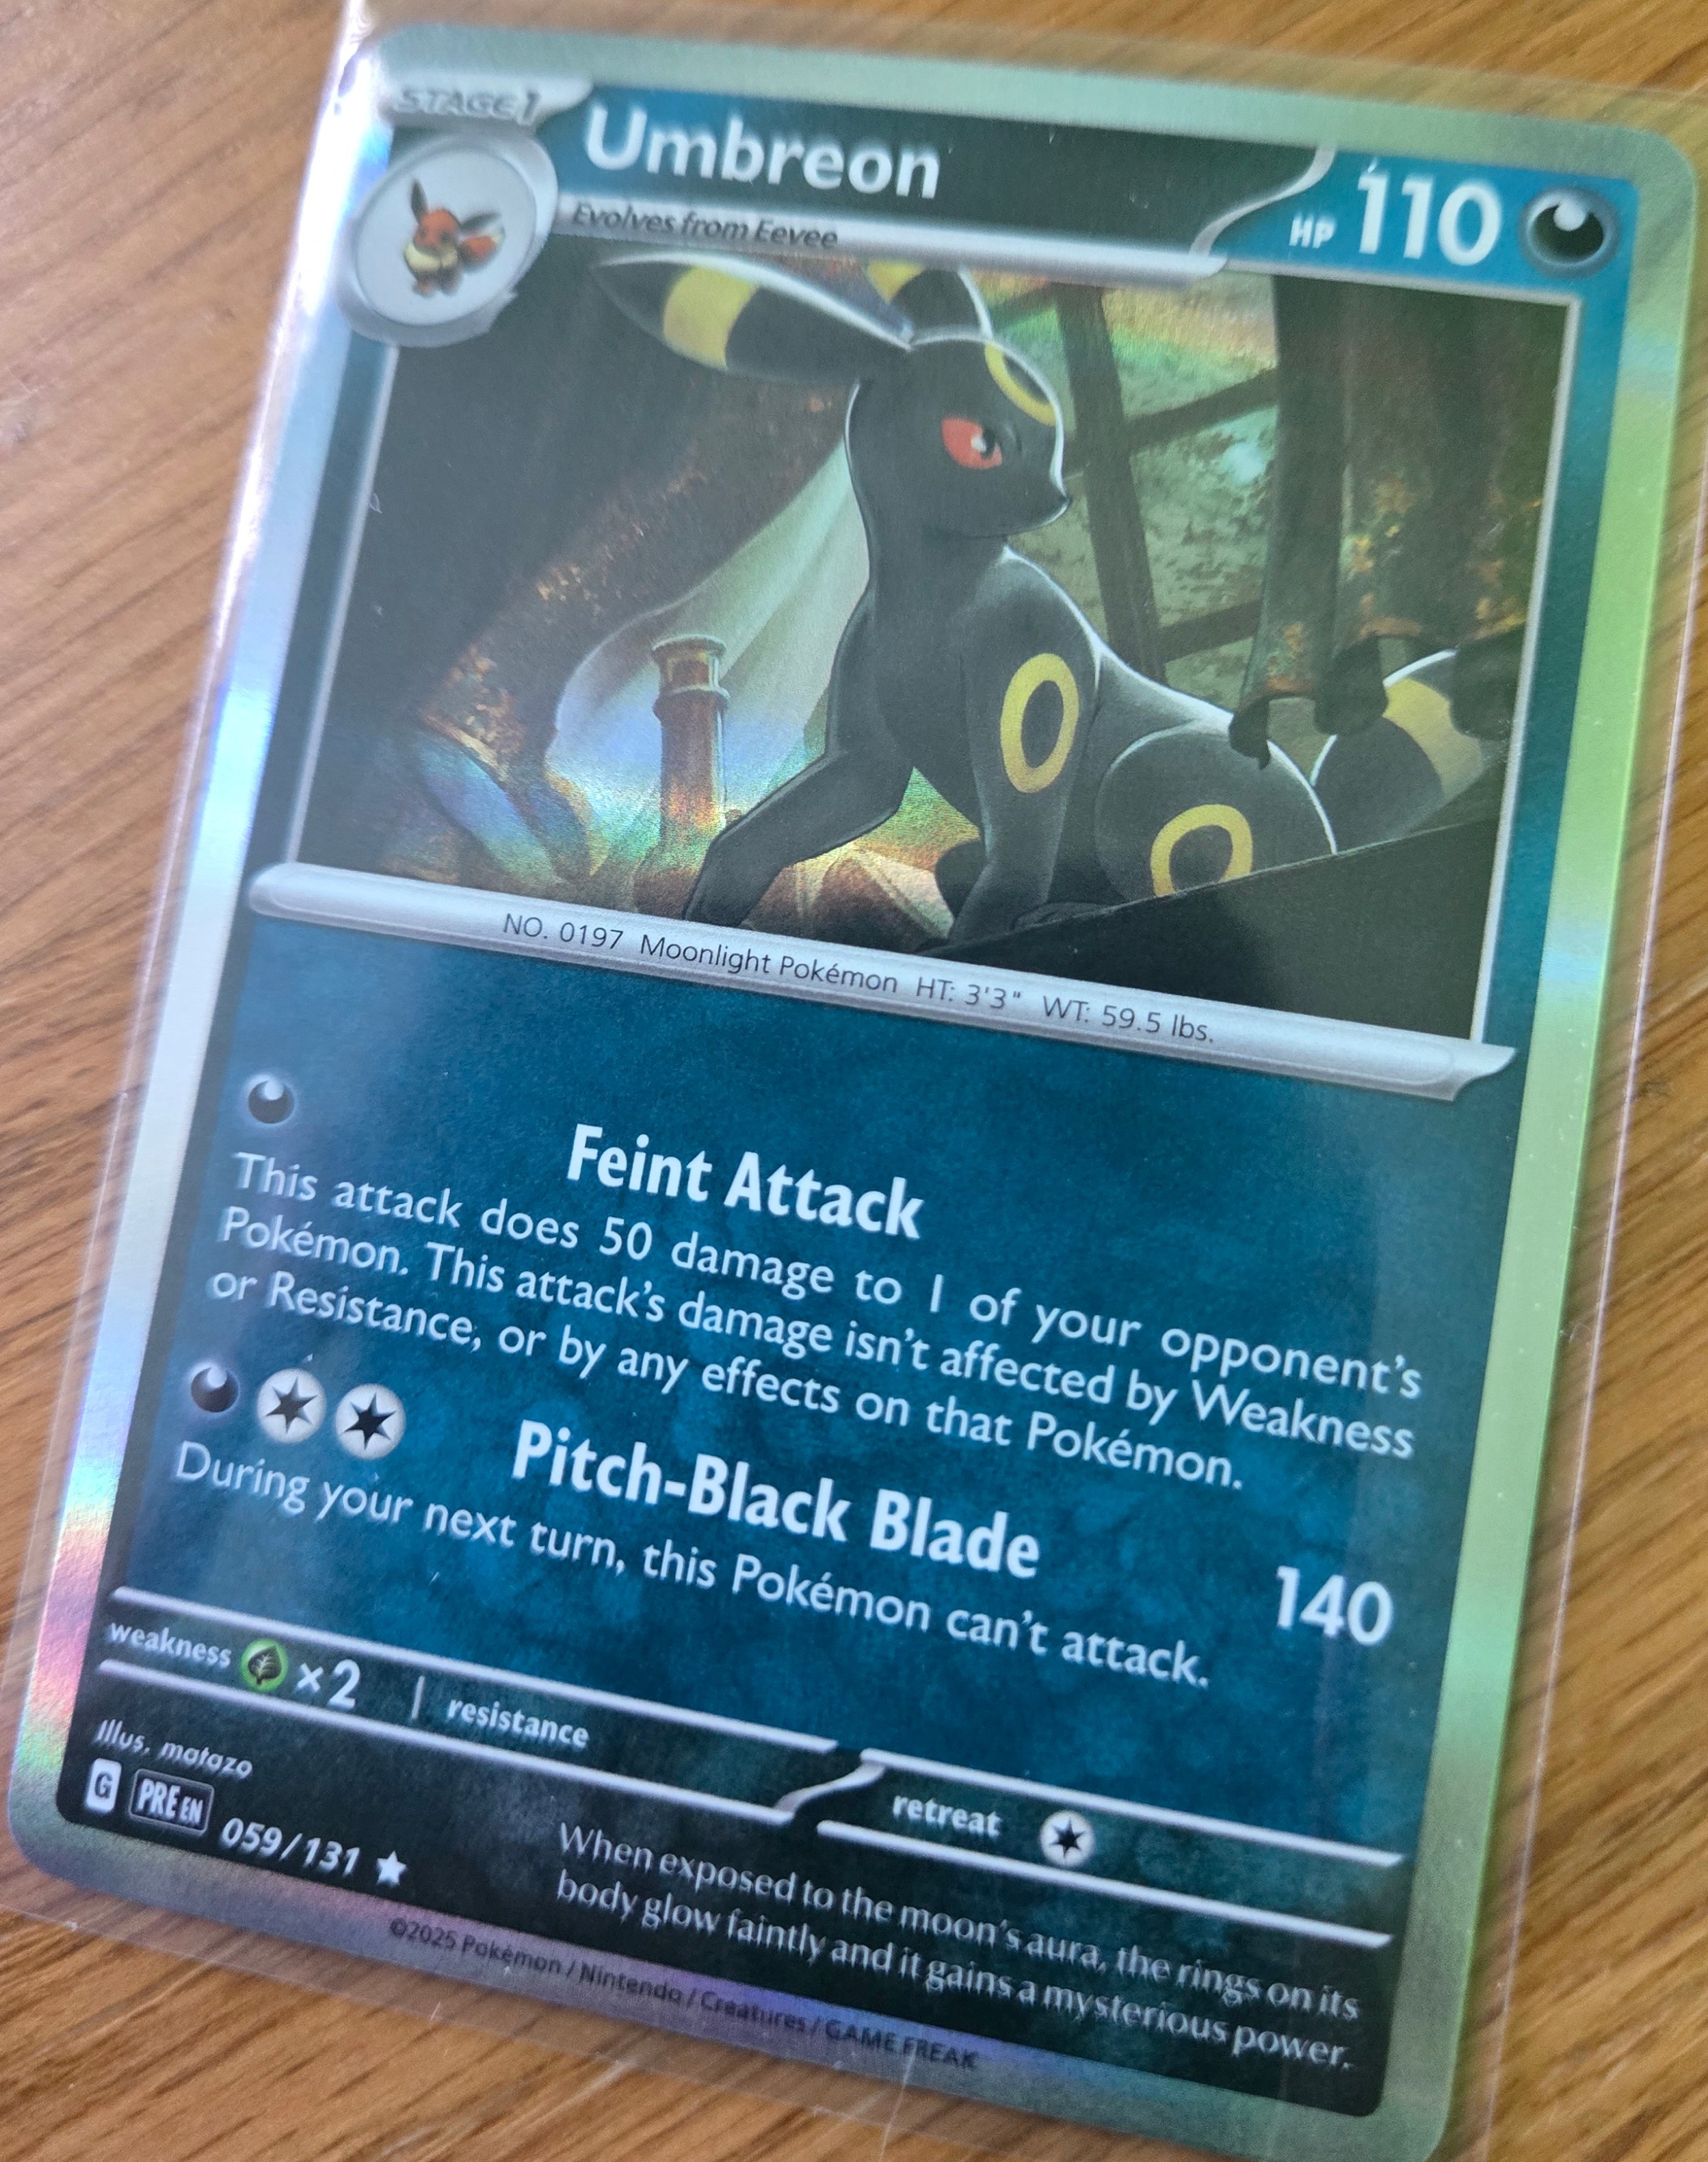 STAGE 1
Umbreon
HP 110
Evolves from Eevee
NO. 0197 Moonlight Pokémon HT: 3'3" WT: 59.5 lbs.
Feint Attack
This attack does 50 damage to 1 of your opponent's
Pokémon. This attack's damage isn't affected by Weakness
or Resistance, or by any effects on that Pokémon.
Pitch-Black Blade 140
During your next turn, this Pokémon can't attack.
weakness ×2 resistance
retreat
Illus. matazo
G PRE EN 059/131
When exposed to the moon's aura, the rings on its
body glow faintly and it gains a mysterious power.
©2025 Pokémon / Nintendo / Creatures / GAME FREAK